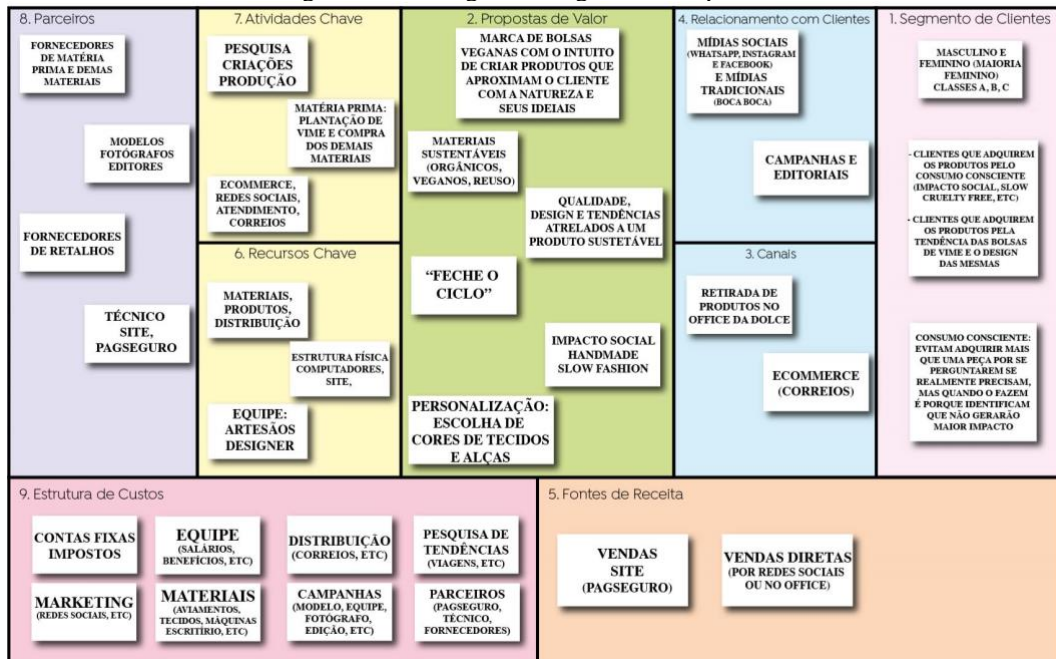 8. Parceiros
FORNECEDORES
DE MATÉRIA
PRIMA E DEMAS
MATERIAIS
MODELOS
FOTÓGRAFOS
EDITORES
FORNECEDORES
DE RETALHOS
TÉCNICO
SITE,
PAGSEGURO
7. Atividades Chave
PESQUISA
CRIAÇÕES
PRODUÇÃO
MATÉRIA PRIMA:
PLANTAÇÃO DE
VIME E COMPRA
DOS DEMAIS
MATERIAIS
ECOMMERCE,
REDES SOCIAIS,
ATENDIMENTO,
CORREIOS
6. Recursos Chave
MATERIAIS,
PRODUTOS,
DISTRIBUIÇÃO
ESTRUTURA FÍSICA
COMPUTADORES,
SITE,
EQUIPE:
ARTESÃOS
DESIGNER
2. Propostas de Valor
MARCA DE BOLSAS
VEGANAS COM O INTUITO
DE CRIAR PRODUTOS QUE
APROXIMAM O CLIENTE
COM A NATUREZA E
SEUS IDEIAIS
MATERIAIS
SUSTENTÁVEIS
(ORGÂNICOS,
VEGANOS, REUSO)
QUALIDADE,
DESIGN E TENDÊNCIAS
ATRELADOS A UM
PRODUTO SUSTETÁVEL
“FECHE O
CICLO”
IMPACTO SOCIAL
HANDMADE
SLOW FASHION
PERSONALIZAÇÃO:
ESCOLHA DE
CORES DE TECIDOS
E ALÇAS
4. Relacionamento com Clientes
MÍDIAS SOCIAIS
(WHATSAPP, INSTAGRAM
E FACEBOOK)
E MÍDIAS
TRADICIONAIS
(BOCA BOCA)
CAMPANHAS E
EDITORIAIS
3. Canais
RETIRADA DE
PRODUTOS NO
OFFICE DA DOLCE
ECOMMERCE
(CORREIOS)
1. Segmento de Clientes
MASCULINO E
FEMININO (MAIORIA
FEMININO)
CLASSES A, B, C
- CLIENTES QUE ADQUIREM
OS PRODUTOS PELO
CONSUMO CONSCIENTE
(IMPACTO SOCIAL, SLOW
CRUELTY FREE, ETC)
- CLIENTES QUE ADQUIREM
OS PRODUTOS PELA
TENDÊNCIA DAS BOLSAS
DE VIME E O DESIGN
DAS MESMAS
CONSUMO CONSCIENTE:
EVITAM ADQUIRIR MAIS
QUE UMA PEÇA POR SE
PERGUNTAREM SE
REALMENTE PRECISAM,
MAS QUANDO O FAZEM
É PORQUE IDENTIFICAM
QUE NÃO GERARÃO
MAIOR IMPACTO
9. Estrutura de Custos
CONTAS FIXAS
IMPOSTOS
EQUIPE
(SALÁRIOS,
BENEFÍCIOS, ETC)
DISTRIBUIÇÃO
(CORREIOS, ETC)
PESQUISA DE
TENDÊNCIAS
(VIAGENS, ETC)
MARKETING
(REDES SOCIAIS, ETC)
MATERIAIS
(AVIAMENTOS,
TECIDOS, MÁQUINAS
ESCRITÍRIO, ETC)
CAMPANHAS
(MODELO, EQUIPE,
FOTÓGRAFO,
EDIÇÃO, ETC)
PARCEIROS
(PAGSEGURO,
TÉCNICO,
FORNECEDORES)
5. Fontes de Receita
VENDAS
SITE
(PAGSEGURO)
VENDAS DIRETAS
(POR REDES SOCIAIS
OU NO OFFICE)